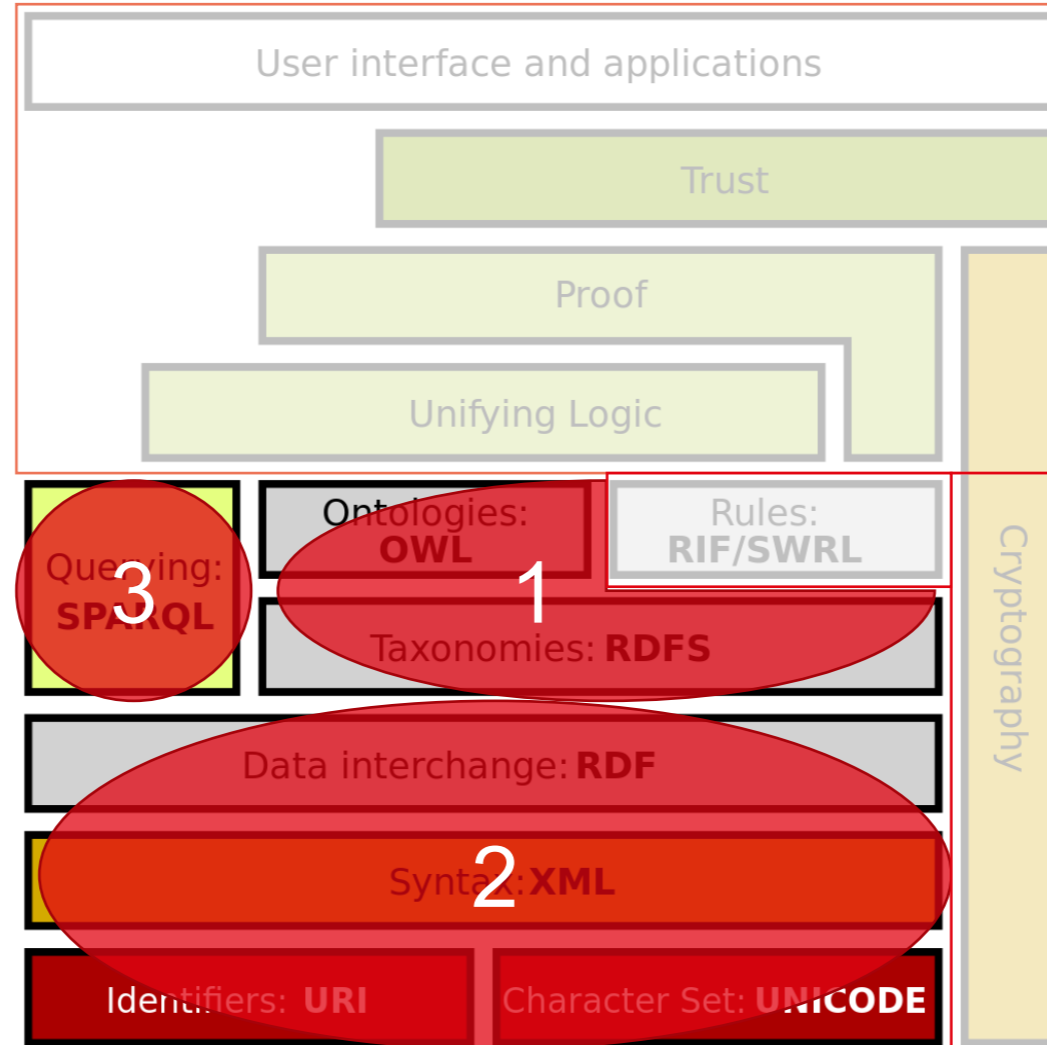 User interface and applications
Trust
Proof
Unifying Logic
Ontologies:
OWL
Rules:
RIF/SWRL
Querying:
SPARQL
3
1
Taxonomies: RDFS
Cryptography
Data interchange: RDF
Syntax: XML
2
Identifiers: URI
Character Set: UNICODE